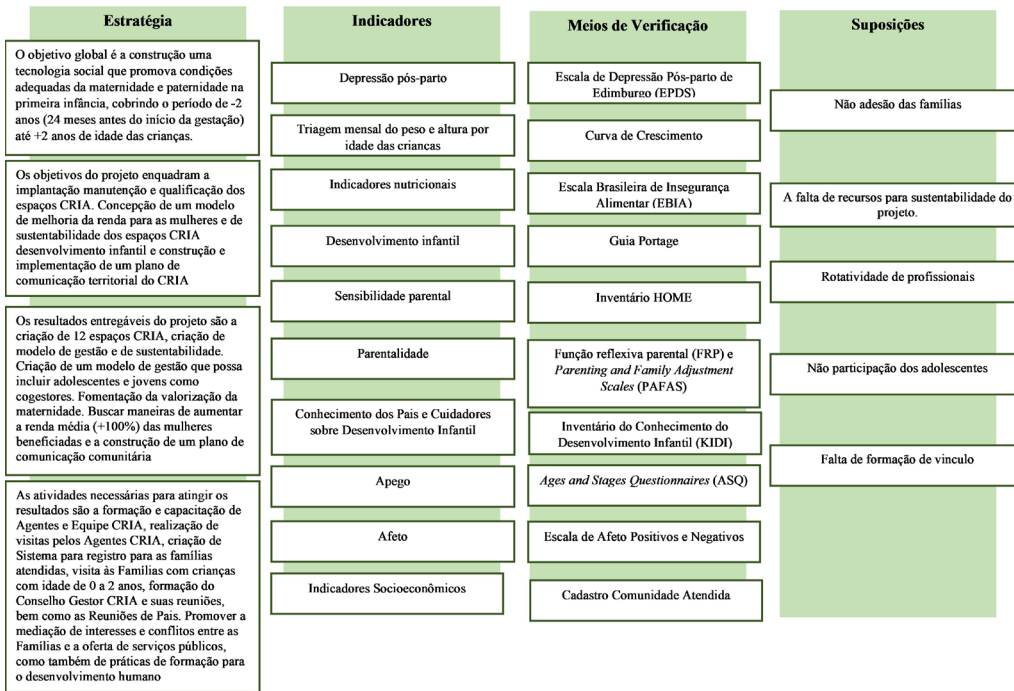 Estratégia
O objetivo global é a construção uma
tecnologia social que promova condições
adequadas da maternidade e paternidade na
primeira infância, cobrindo o período de -2
anos (24 meses antes do início da gestação)
até +2 anos de idade das crianças.
Os objetivos do projeto enquadram a
implantação manutenção e qualificação dos
espaços CRIA. Concepção de um modelo
de melhoria da renda para as mulheres e de
sustentabilidade dos espaços CRIA
desenvolvimento infantil e construção e
implementação de um plano de
comunicação territorial do CRIA
Os resultados entregáveis do projeto são a
criação de 12 espaços CRIA, criação de
modelo de gestão e de sustentabilidade.
Criação de um modelo de gestão que possa
incluir adolescentes e jovens como
cogestores. Fomentação da valorização da
maternidade. Buscar maneiras de aumentar
a renda média (+100%) das mulheres
beneficiadas e a construção de um plano de
comunicação comunitária
As atividades necessárias para atingir os
resultados são a formação e capacitação de
Agentes e Equipe CRIA, realização de
visitas pelos Agentes CRIA, criação de
Sistema para registro para as famílias
atendidas, visita às Famílias com crianças
com idade de 0 a 2 anos, formação do
Conselho Gestor CRIA e suas reuniões,
bem como as Reuniões de Pais. Promover a
mediação de interesses e conflitos entre as
Famílias e a oferta de serviços públicos,
como também de práticas de formação para
o desenvolvimento humano
Indicadores
Depressão pós-parto
Triagem mensal do peso e altura por
idade das crianças
Indicadores nutricionais
Desenvolvimento infantil
Sensibilidade parental
Parentalidade
Conhecimento dos Pais e Cuidadores
sobre Desenvolvimento Infantil
Apego
Afeto
Indicadores Socioeconômicos
Meios de Verificação
Escala de Depressão Pós-parto de
Edimburgo (EPDS)
Curva de Crescimento
Escala Brasileira de Insegurança
Alimentar (EBIA)
Guia Portage
Inventário HOME
Função reflexiva parental (FRP) e
Parenting and Family Adjustment
Scales (PAFAS)
Inventário do Conhecimento do
Desenvolvimento Infantil (KIDI)
Ages and Stages Questionnaires (ASQ)
Escala de Afeto Positivos e Negativos
Cadastro Comunidade Atendida
Suposições
Não adesão das famílias
A falta de recursos para sustentabilidade do
projeto.
Rotatividade de profissionais
Não participação dos adolescentes
Falta de formação de vinculo